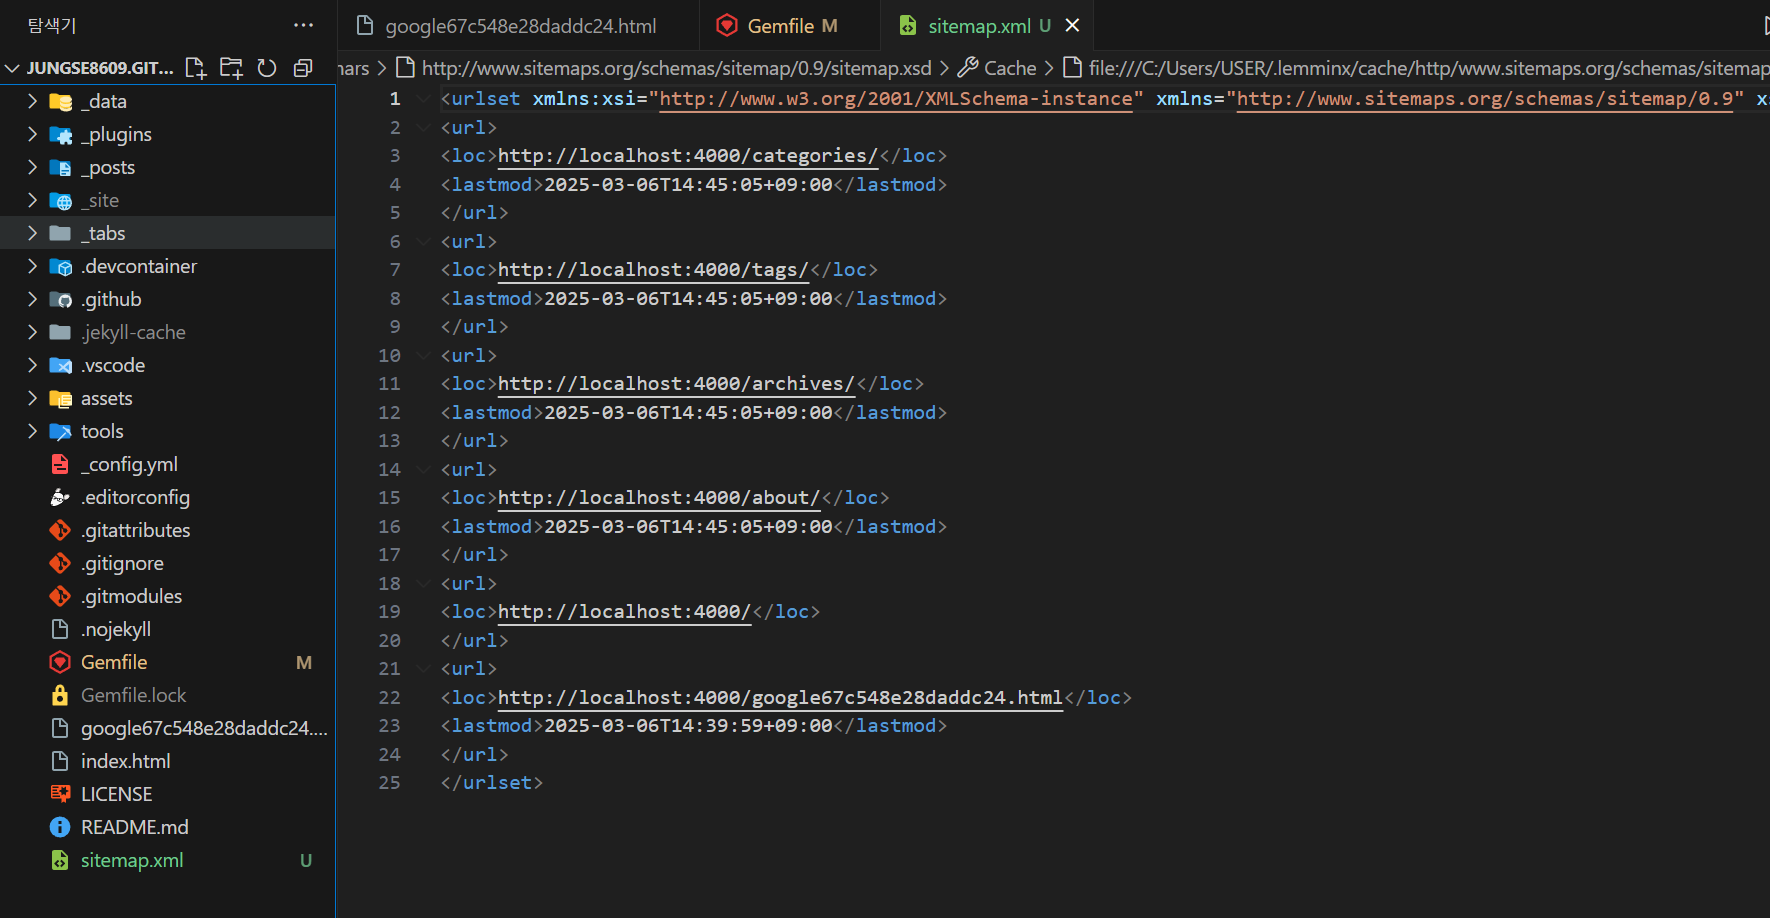 탐색기
JUNGSE8609.GIT...
_data
_plugins
_posts
_site
_tabs
.devcontainer
.github
.jekyll-cache
.vscode
assets
tools
_config.yml
.editorconfig
.gitattributes
.gitignore
.gitmodules
.nojekyll
Gemfile M
Gemfile.lock
google67c548e28daddc24....
index.html
LICENSE
README.md
sitemap.xml U
google67c548e28daddc24.html Gemfile M sitemap.xml U
nars > http://www.sitemaps.org/schemas/sitemap/0.9/sitemap.xsd > Cache > file:///C:/Users/USER/.lemminx/cache/http/www.sitemaps.org/schemas/sitemap
1 <urlset xmlns:xsi="http://www.w3.org/2001/XMLSchema-instance" xmlns="http://www.sitemaps.org/schemas/sitemap/0.9" xs
2 <url>
3 <loc>http://localhost:4000/categories/</loc>
4 <lastmod>2025-03-06T14:45:05+09:00</lastmod>
5 </url>
6 <url>
7 <loc>http://localhost:4000/tags/</loc>
8 <lastmod>2025-03-06T14:45:05+09:00</lastmod>
9 </url>
10 <url>
11 <loc>http://localhost:4000/archives/</loc>
12 <lastmod>2025-03-06T14:45:05+09:00</lastmod>
13 </url>
14 <url>
15 <loc>http://localhost:4000/about/</loc>
16 <lastmod>2025-03-06T14:45:05+09:00</lastmod>
17 </url>
18 <url>
19 <loc>http://localhost:4000/</loc>
20 </url>
21 <url>
22 <loc>http://localhost:4000/google67c548e28daddc24.html</loc>
23 <lastmod>2025-03-06T14:39:59+09:00</lastmod>
24 </url>
25 </urlset>